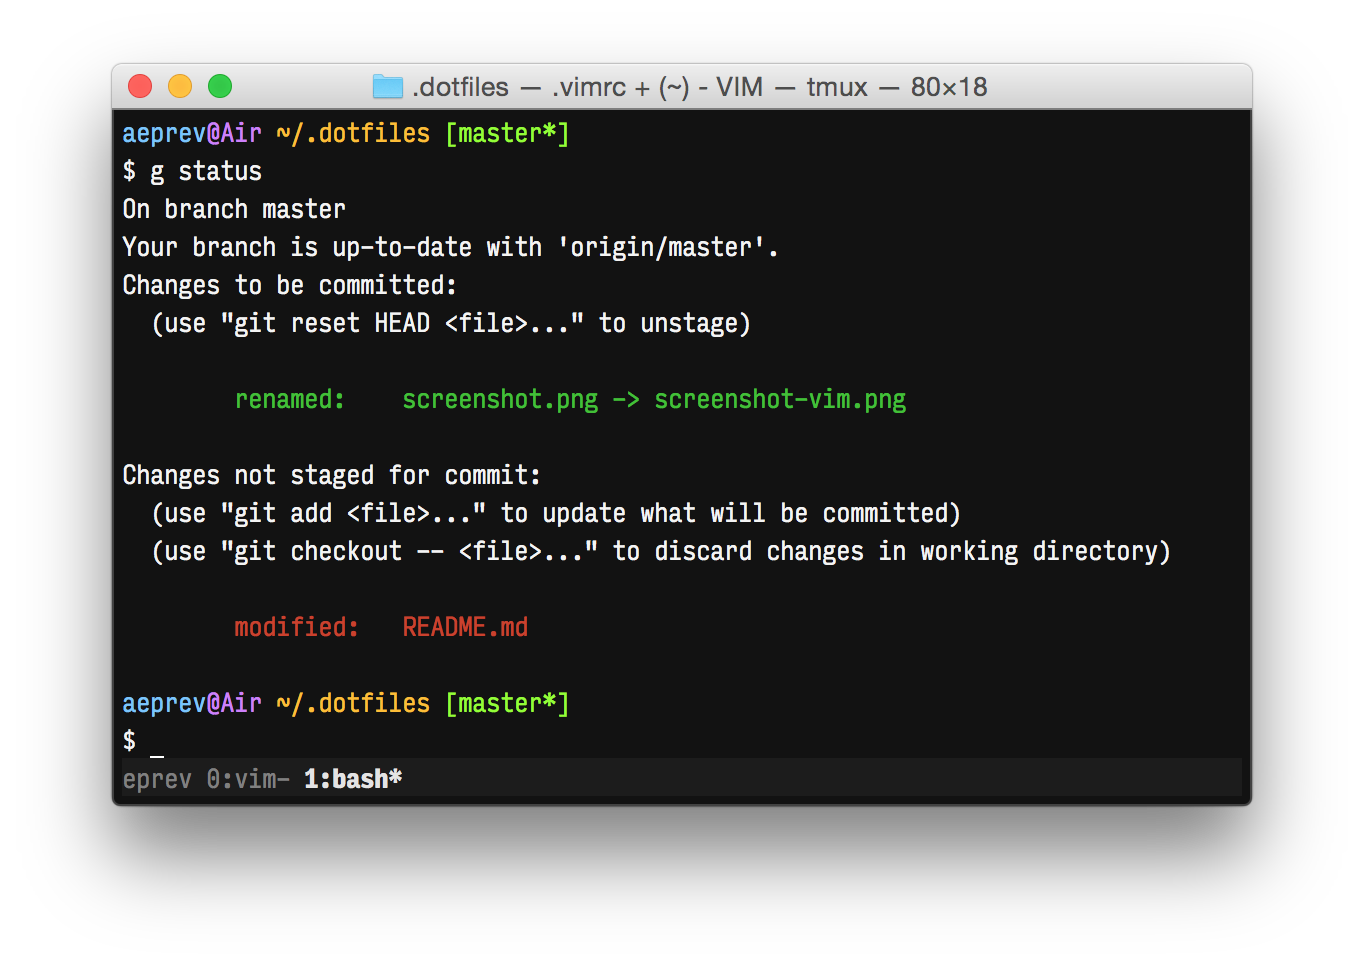 .dotfiles — .vimrc + (~) - VIM — tmux — 80×18
aeprev@Air ~/.dotfiles [master*]
$ g status
On branch master
Your branch is up-to-date with 'origin/master'.
Changes to be committed:
  (use "git reset HEAD <file>..." to unstage)
        renamed:    screenshot.png -> screenshot-vim.png
Changes not staged for commit:
  (use "git add <file>..." to update what will be committed)
  (use "git checkout -- <file>..." to discard changes in working directory)
        modified:   README.md
aeprev@Air ~/.dotfiles [master*]
$ _
eprev 0:vim- 1:bash*